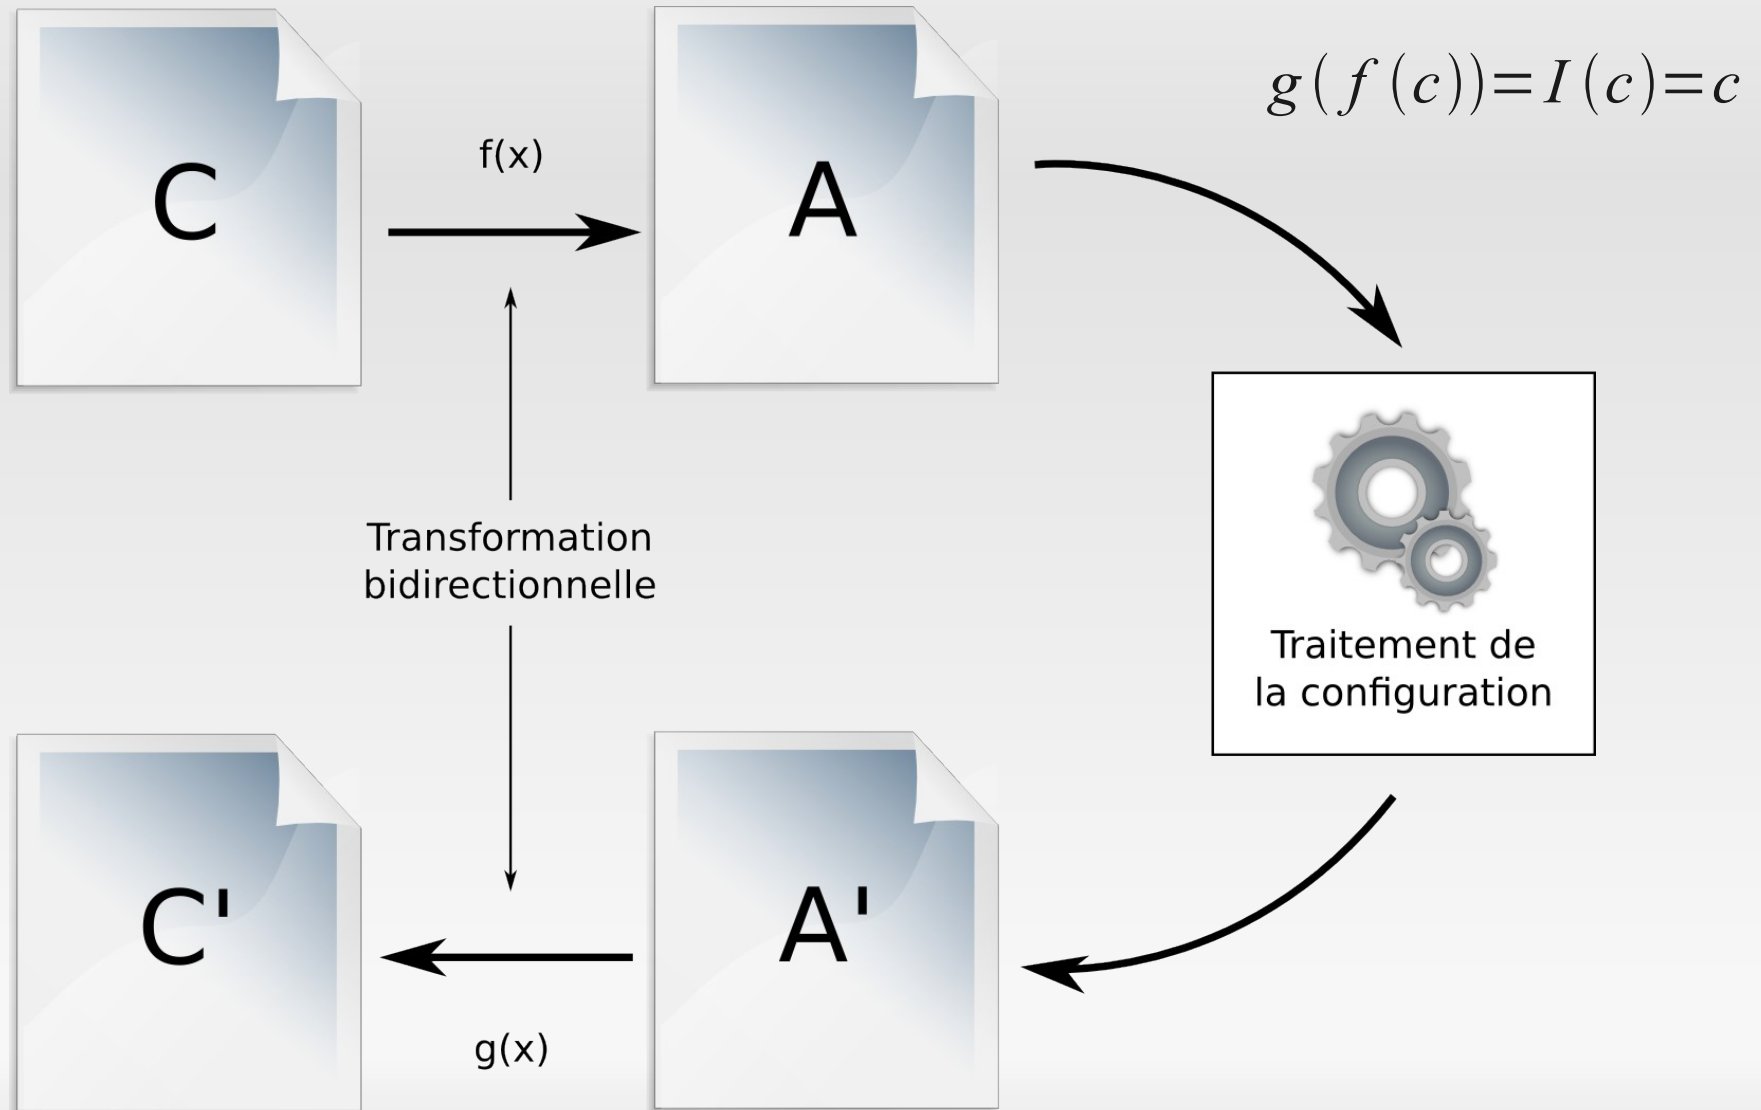 C
f(x)
A
g(f(c))=I(c)=c
Transformation
bidirectionnelle
Traitement de
la configuration
C'
A'
g(x)